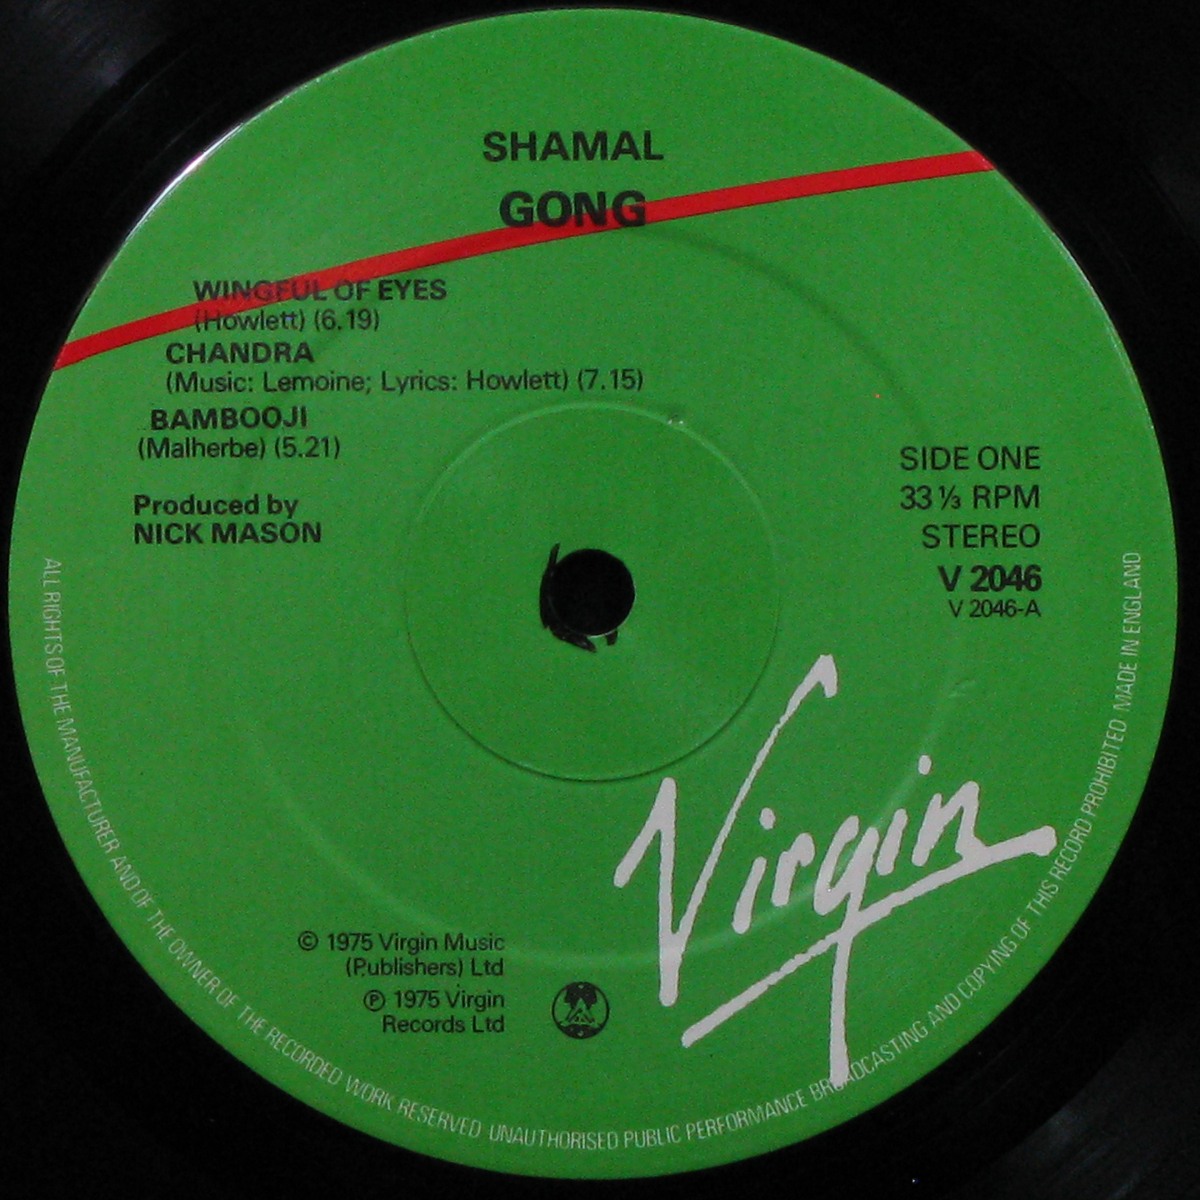 SHAMAL
GONG
WINGFUL OF EYES
(Howlett) (6.19)
CHANDRA
(Music: Lemoine; Lyrics: Howlett) (7.15)
BAMBOOJI
(Malherbe) (5.21)
Produced by
NICK MASON
SIDE ONE
33 ⅓ RPM
STEREO
V 2046
V 2046-A
Virgin
© 1975 Virgin Music
(Publishers) Ltd
℗ 1975 Virgin
Records Ltd
ALL RIGHTS OF THE MANUFACTURER AND OF THE OWNER OF THE RECORDED WORK RESERVED UNAUTHORISED PUBLIC PERFORMANCE BROADCASTING AND COPYING OF THIS RECORD PROHIBITED MADE IN ENGLAND